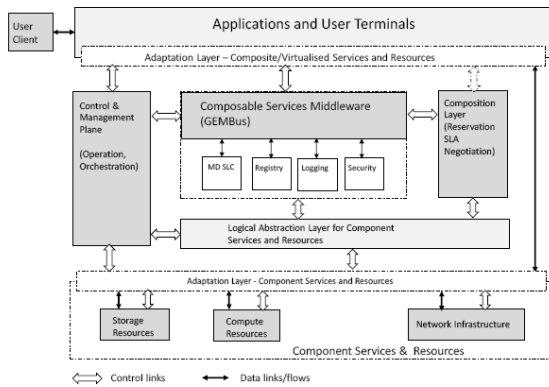 User
Client
Applications and User Terminals
Adaptation Layer – Composite/Virtualised Services and Resources
Control &
Management
Plane
(Operation,
Orchestration)
Composable Services Middleware
(GEMBus)
MD SLC
Registry
Logging
Security
Composition
Layer
(Reservation
SLA
Negotiation)
Logical Abstraction Layer for Component
Services and Resources
Adaptation Layer - Component Services and Resources
Storage
Resources
Compute
Resources
Network Infrastructure
Component Services & Resources
Control links
Data links/flows